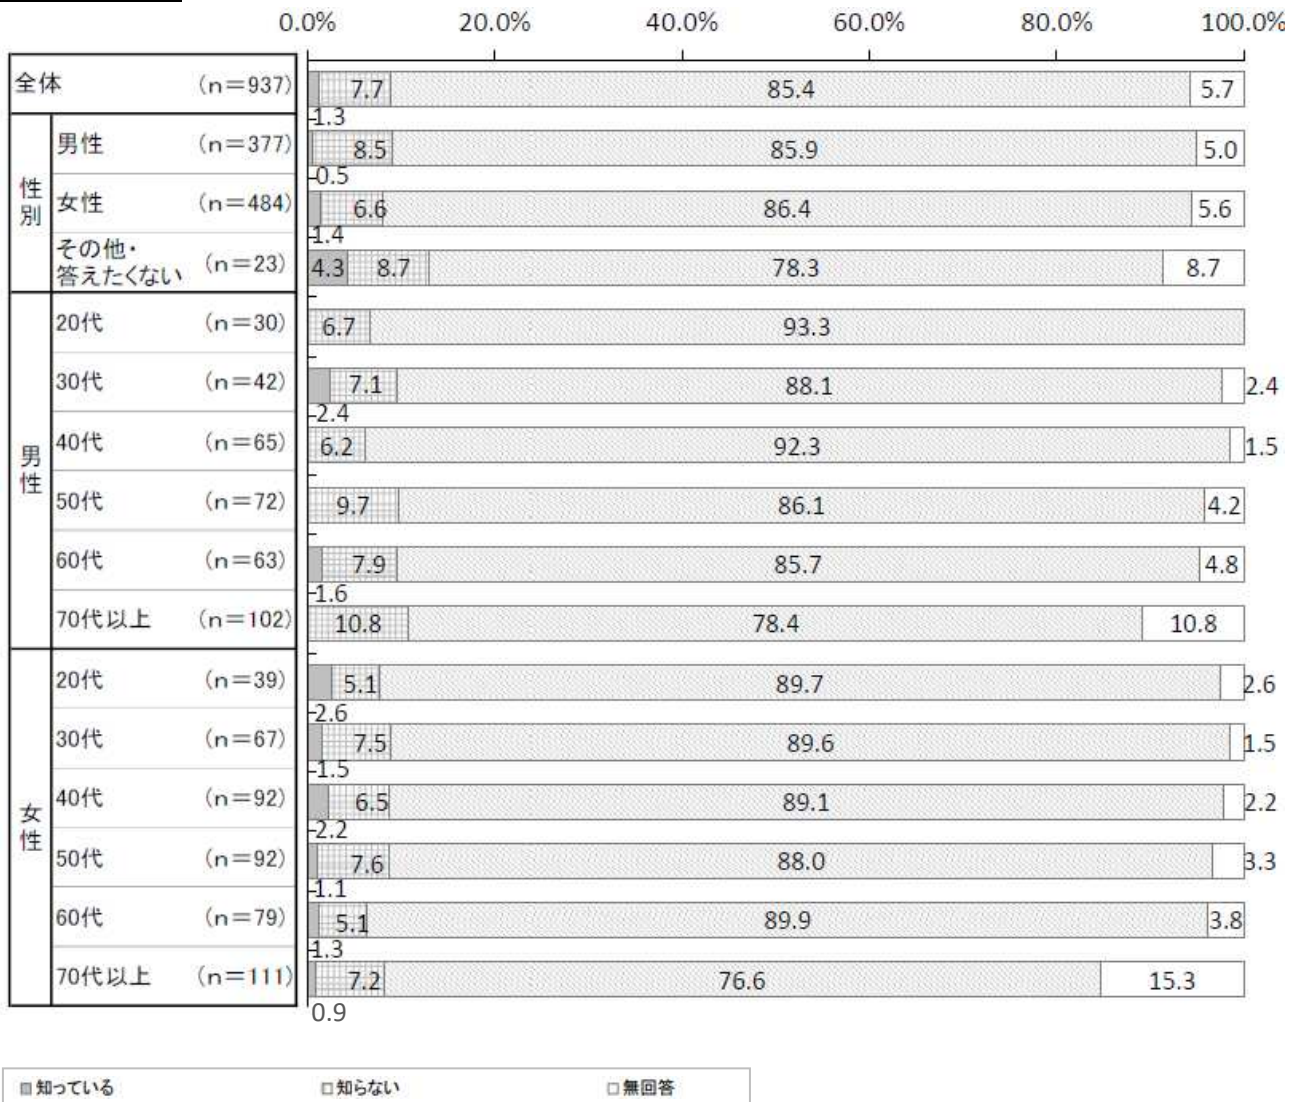 0.0% 20.0% 40.0% 60.0% 80.0% 100.0%
全体 (n=937) 7.7 85.4 5.7
1.3
性別
男性 (n=377) 8.5 85.9 5.0
0.5
女性 (n=484) 6.6 86.4 5.6
1.4
その他・
答えたくない (n=23) 4.3 8.7 78.3 8.7
男性
20代 (n=30) 6.7 93.3
30代 (n=42) 7.1 88.1 2.4
2.4
40代 (n=65) 6.2 92.3 1.5
50代 (n=72) 9.7 86.1 4.2
60代 (n=63) 7.9 85.7 4.8
1.6
70代以上 (n=102) 10.8 78.4 10.8
女性
20代 (n=39) 5.1 89.7 2.6
2.6
30代 (n=67) 7.5 89.6 1.5
1.5
40代 (n=92) 6.5 89.1 2.2
2.2
50代 (n=92) 7.6 88.0 3.3
1.1
60代 (n=79) 5.1 89.9 3.8
1.3
70代以上 (n=111) 7.2 76.6 15.3
0.9
知っている 知らない 無回答